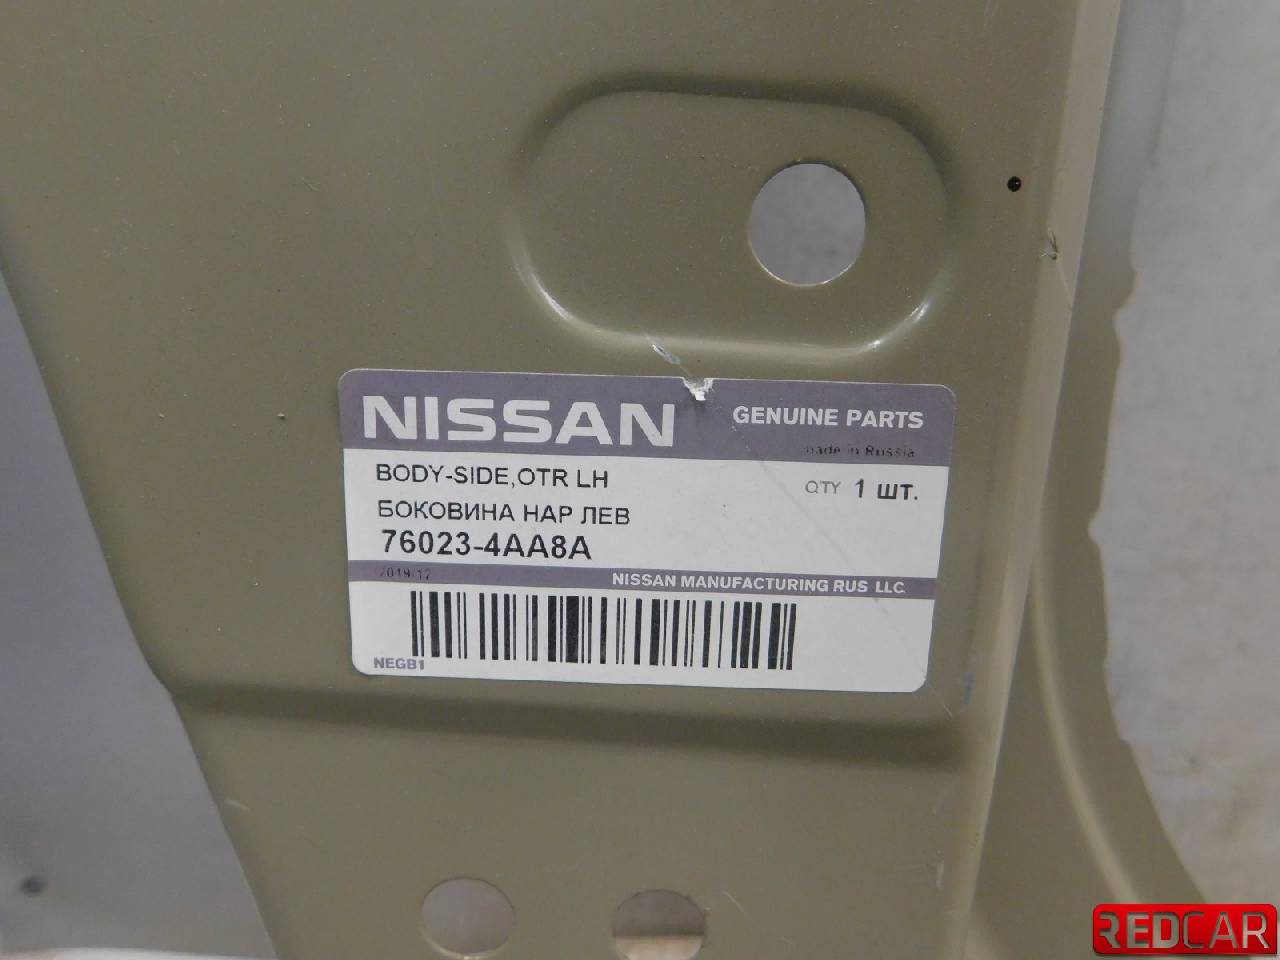 NISSAN
GENUINE PARTS
made in Russia
BODY-SIDE,OTR LH
QTY 1 шт.
БОКОВИНА НАР ЛЕВ
76023-4AA8A
2019/12
NISSAN MANUFACTURING RUS LLC
NEGB1
REDCAR